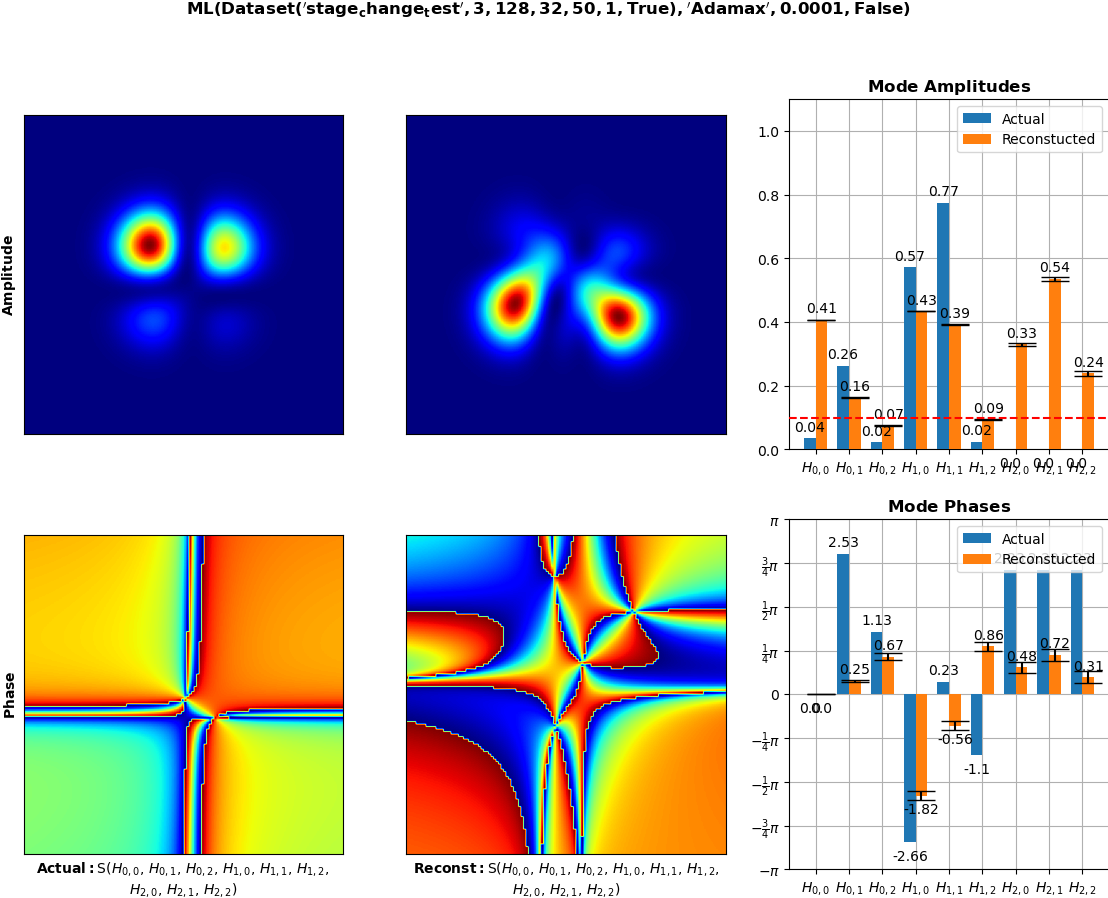 ML(Dataset('stage_change_test', 3, 128, 32, 50, 1, True), 'Adamax', 0.0001, False)
Amplitude
Mode Amplitudes
Actual
Reconstucted
1.0
0.8
0.6
0.4
0.2
0.0
0.04 0.41 0.26 0.16 0.02 0.07 0.57 0.43 0.77 0.39 0.02 0.09 0.0 0.33 0.0 0.54 0.0 0.24
H0,0 H0,1 H0,2 H1,0 H1,1 H1,2 H2,0 H2,1 H2,2
Phase
Actual: S(H0,0, H0,1, H0,2, H1,0, H1,1, H1,2,
H2,0, H2,1, H2,2)
Reconst: S(H0,0, H0,1, H0,2, H1,0, H1,1, H1,2,
H2,0, H2,1, H2,2)
Mode Phases
Actual
Reconstucted
π
3/4π
1/2π
1/4π
0
−1/4π
−1/2π
−3/4π
−π
0.0 0.0 2.53 0.25 1.13 0.67 -2.66 -1.82 0.23 -0.56 -1.1 0.86 0.48 0.72 0.31
H0,0 H0,1 H0,2 H1,0 H1,1 H1,2 H2,0 H2,1 H2,2